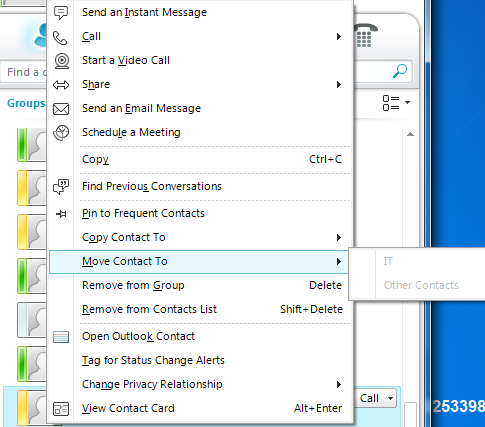 Send an Instant Message
Call
Start a Video Call
Find a
Share
Groups
Send an Email Message
Schedule a Meeting
Copy Ctrl+C
Find Previous Conversations
Pin to Frequent Contacts
Copy Contact To
Move Contact To
IT
Remove from Group Delete
Other Contacts
Remove from Contacts List Shift+Delete
Open Outlook Contact
Tag for Status Change Alerts
Change Privacy Relationship
Call
View Contact Card Alt+Enter
253398